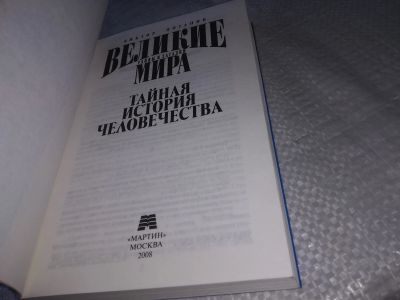 ВЕЛИКИЕ
МИРА
ТАЙНАЯ
ИСТОРИЯ
ЧЕЛОВЕЧЕСТВА
«МАРТИН»
МОСКВА
2008